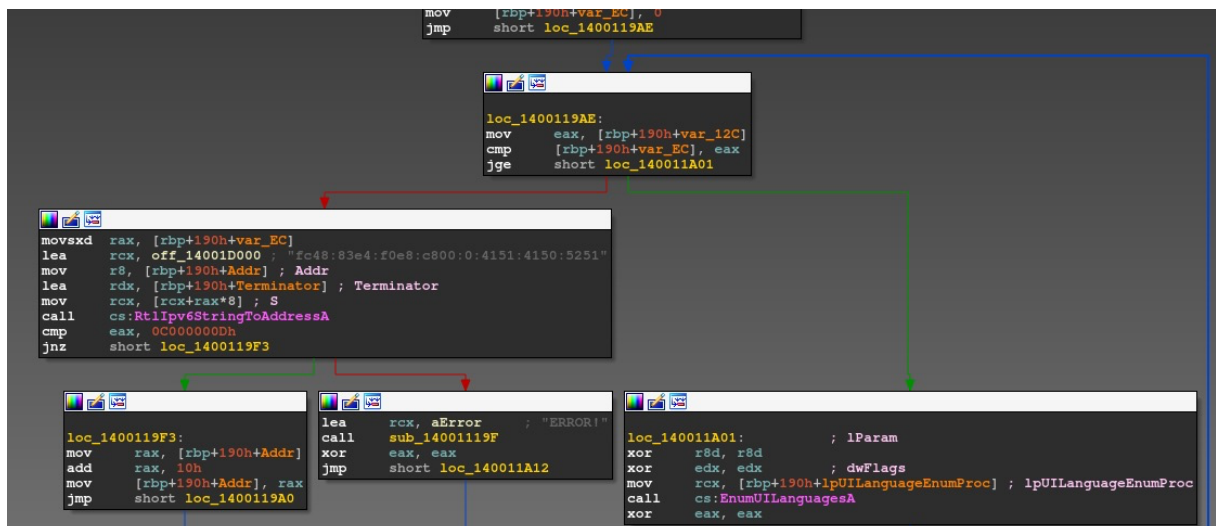 mov [rbp+190h+var_EC], 0
jmp short loc_1400119AE
loc_1400119AE:
mov eax, [rbp+190h+var_12C]
cmp [rbp+190h+var_EC], eax
jge short loc_140011A01
movsxd rax, [rbp+190h+var_EC]
lea rcx, off_14001D000 ; "fc48:83e4:f0e8:c800:0:4151:4150:5251"
mov r8, [rbp+190h+Addr] ; Addr
lea rdx, [rbp+190h+Terminator] ; Terminator
mov rcx, [rcx+rax*8] ; S
call cs:RtlIpv6StringToAddressA
cmp eax, 0C000000Dh
jnz short loc_1400119F3
loc_1400119F3:
mov rax, [rbp+190h+Addr]
add rax, 10h
mov [rbp+190h+Addr], rax
jmp short loc_1400119A0
lea rcx, aError ; "ERROR!"
call sub_14001119F
xor eax, eax
jmp short loc_140011A12
loc_140011A01: ; lParam
xor r8d, r8d
xor edx, edx ; dwFlags
mov rcx, [rbp+190h+lpUILanguageEnumProc] ; lpUILanguageEnumProc
call cs:EnumUILanguagesA
xor eax, eax